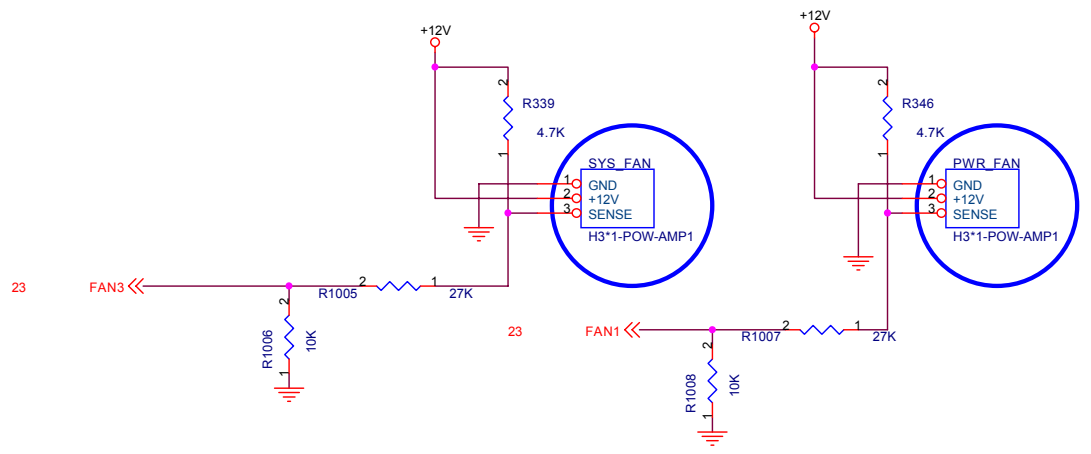 +12V
2
R339
4.7K
1
SYS_FAN
1 GND
2 +12V
3 SENSE
H3*1-POW-AMP1
23
FAN3
2
R1005
1
27K
2
R1006
10K
1
+12V
2
R346
4.7K
1
PWR_FAN
1 GND
2 +12V
3 SENSE
H3*1-POW-AMP1
23
FAN1
2
R1007
1
27K
2
R1008
10K
1